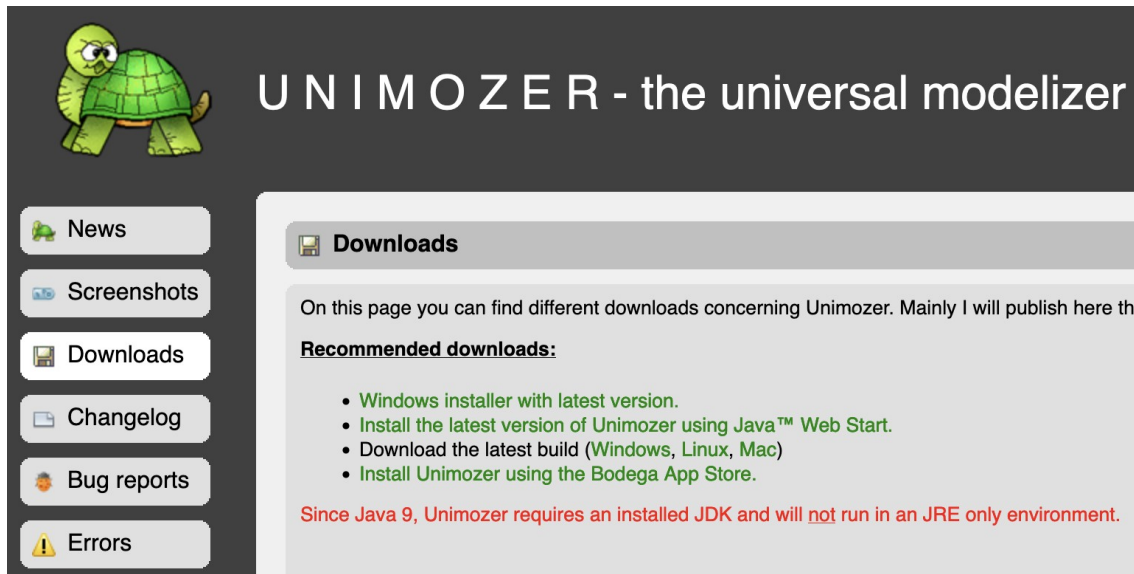 U N I M O Z E R - the universal modelizer
News
Screenshots
Downloads
Changelog
Bug reports
Errors
Downloads
On this page you can find different downloads concerning Unimozer. Mainly I will publish here th
Recommended downloads:
• Windows installer with latest version.
• Install the latest version of Unimozer using Java™ Web Start.
• Download the latest build (Windows, Linux, Mac)
• Install Unimozer using the Bodega App Store.
Since Java 9, Unimozer requires an installed JDK and will not run in an JRE only environment.